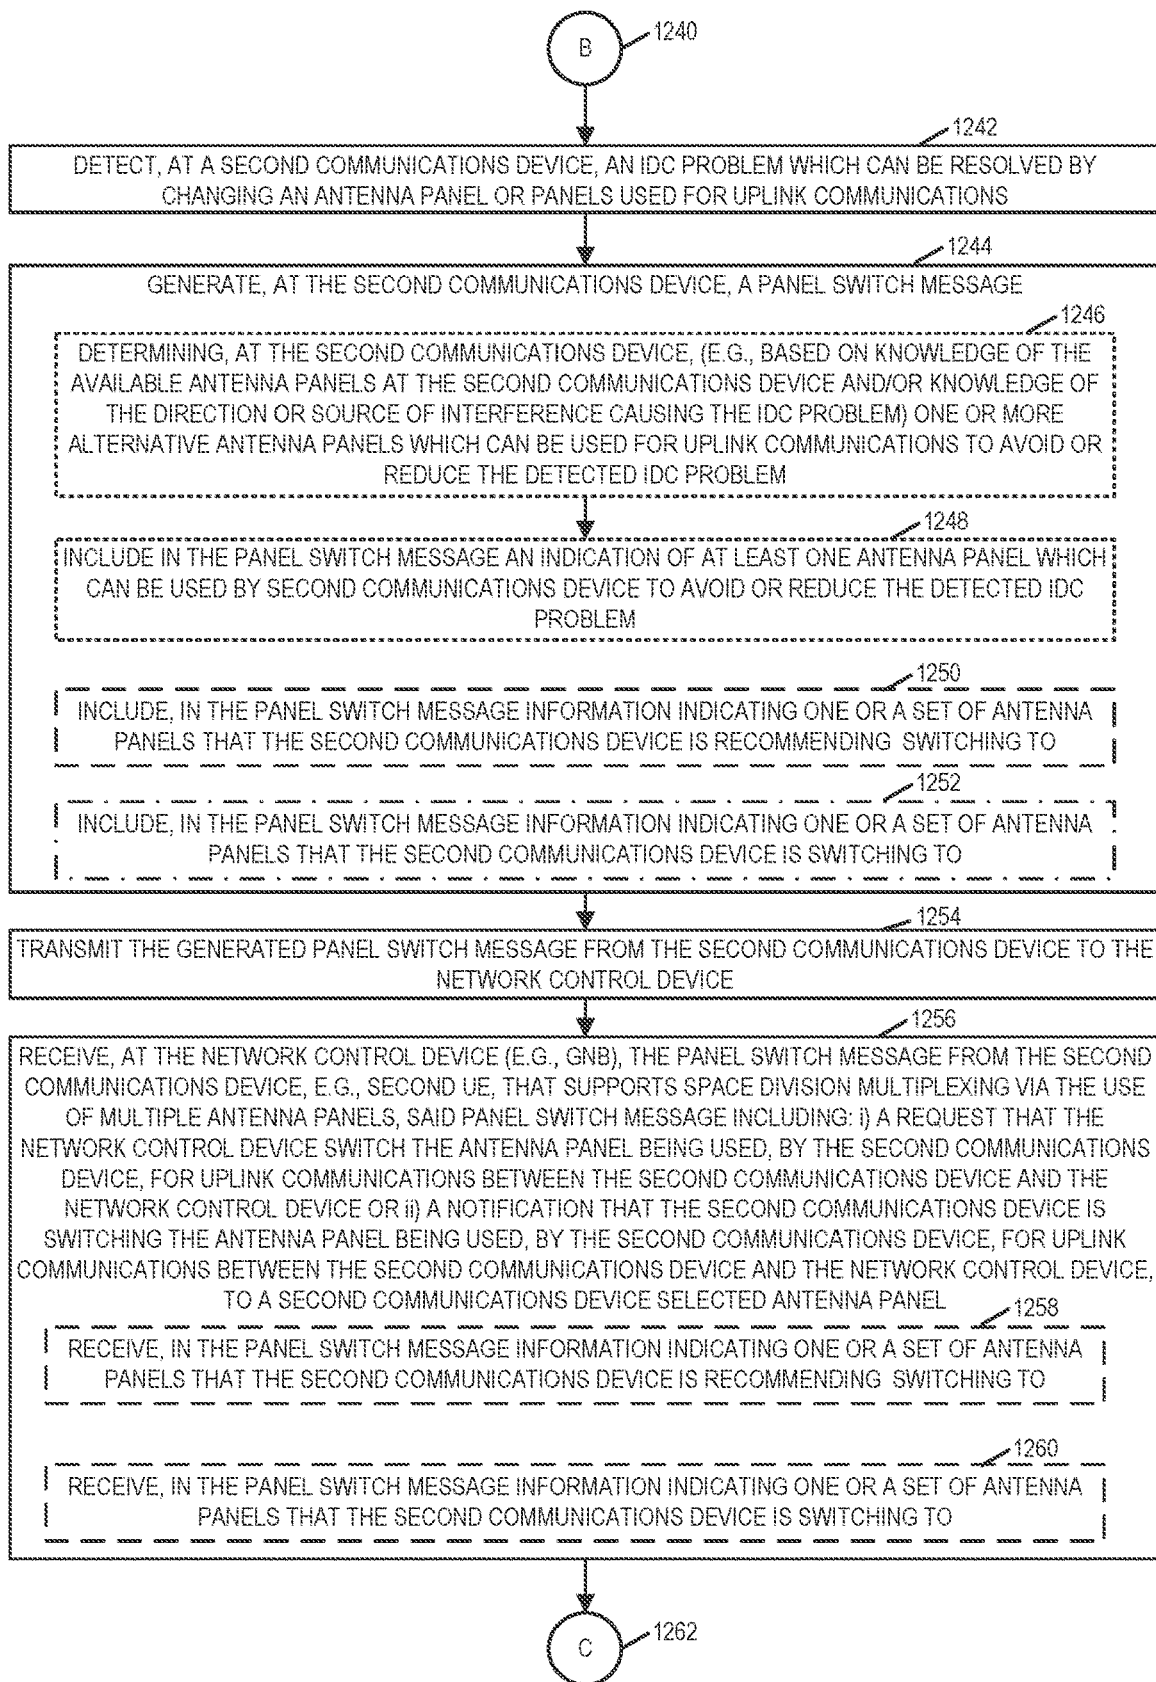 B
1240
1242
DETECT, AT A SECOND COMMUNICATIONS DEVICE, AN IDC PROBLEM WHICH CAN BE RESOLVED BY
CHANGING AN ANTENNA PANEL OR PANELS USED FOR UPLINK COMMUNICATIONS
1244
GENERATE, AT THE SECOND COMMUNICATIONS DEVICE, A PANEL SWITCH MESSAGE
1246
DETERMINING, AT THE SECOND COMMUNICATIONS DEVICE, (E.G., BASED ON KNOWLEDGE OF THE
AVAILABLE ANTENNA PANELS AT THE SECOND COMMUNICATIONS DEVICE AND/OR KNOWLEDGE OF
THE DIRECTION OR SOURCE OF INTERFERENCE CAUSING THE IDC PROBLEM) ONE OR MORE
ALTERNATIVE ANTENNA PANELS WHICH CAN BE USED FOR UPLINK COMMUNICATIONS TO AVOID OR
REDUCE THE DETECTED IDC PROBLEM
1248
INCLUDE IN THE PANEL SWITCH MESSAGE AN INDICATION OF AT LEAST ONE ANTENNA PANEL WHICH
CAN BE USED BY SECOND COMMUNICATIONS DEVICE TO AVOID OR REDUCE THE DETECTED IDC
PROBLEM
1250
INCLUDE, IN THE PANEL SWITCH MESSAGE INFORMATION INDICATING ONE OR A SET OF ANTENNA
PANELS THAT THE SECOND COMMUNICATIONS DEVICE IS RECOMMENDING SWITCHING TO
1252
INCLUDE, IN THE PANEL SWITCH MESSAGE INFORMATION INDICATING ONE OR A SET OF ANTENNA
PANELS THAT THE SECOND COMMUNICATIONS DEVICE IS SWITCHING TO
1254
TRANSMIT THE GENERATED PANEL SWITCH MESSAGE FROM THE SECOND COMMUNICATIONS DEVICE TO THE
NETWORK CONTROL DEVICE
1256
RECEIVE, AT THE NETWORK CONTROL DEVICE (E.G., GNB), THE PANEL SWITCH MESSAGE FROM THE SECOND
COMMUNICATIONS DEVICE, E.G., SECOND UE, THAT SUPPORTS SPACE DIVISION MULTIPLEXING VIA THE USE
OF MULTIPLE ANTENNA PANELS, SAID PANEL SWITCH MESSAGE INCLUDING: i) A REQUEST THAT THE
NETWORK CONTROL DEVICE SWITCH THE ANTENNA PANEL BEING USED, BY THE SECOND COMMUNICATIONS
DEVICE, FOR UPLINK COMMUNICATIONS BETWEEN THE SECOND COMMUNICATIONS DEVICE AND THE
NETWORK CONTROL DEVICE OR ii) A NOTIFICATION THAT THE SECOND COMMUNICATIONS DEVICE IS
SWITCHING THE ANTENNA PANEL BEING USED, BY THE SECOND COMMUNICATIONS DEVICE, FOR UPLINK
COMMUNICATIONS BETWEEN THE SECOND COMMUNICATIONS DEVICE AND THE NETWORK CONTROL DEVICE,
TO A SECOND COMMUNICATIONS DEVICE SELECTED ANTENNA PANEL
1258
RECEIVE, IN THE PANEL SWITCH MESSAGE INFORMATION INDICATING ONE OR A SET OF ANTENNA
PANELS THAT THE SECOND COMMUNICATIONS DEVICE IS RECOMMENDING SWITCHING TO
1260
RECEIVE, IN THE PANEL SWITCH MESSAGE INFORMATION INDICATING ONE OR A SET OF ANTENNA
PANELS THAT THE SECOND COMMUNICATIONS DEVICE IS SWITCHING TO
C
1262